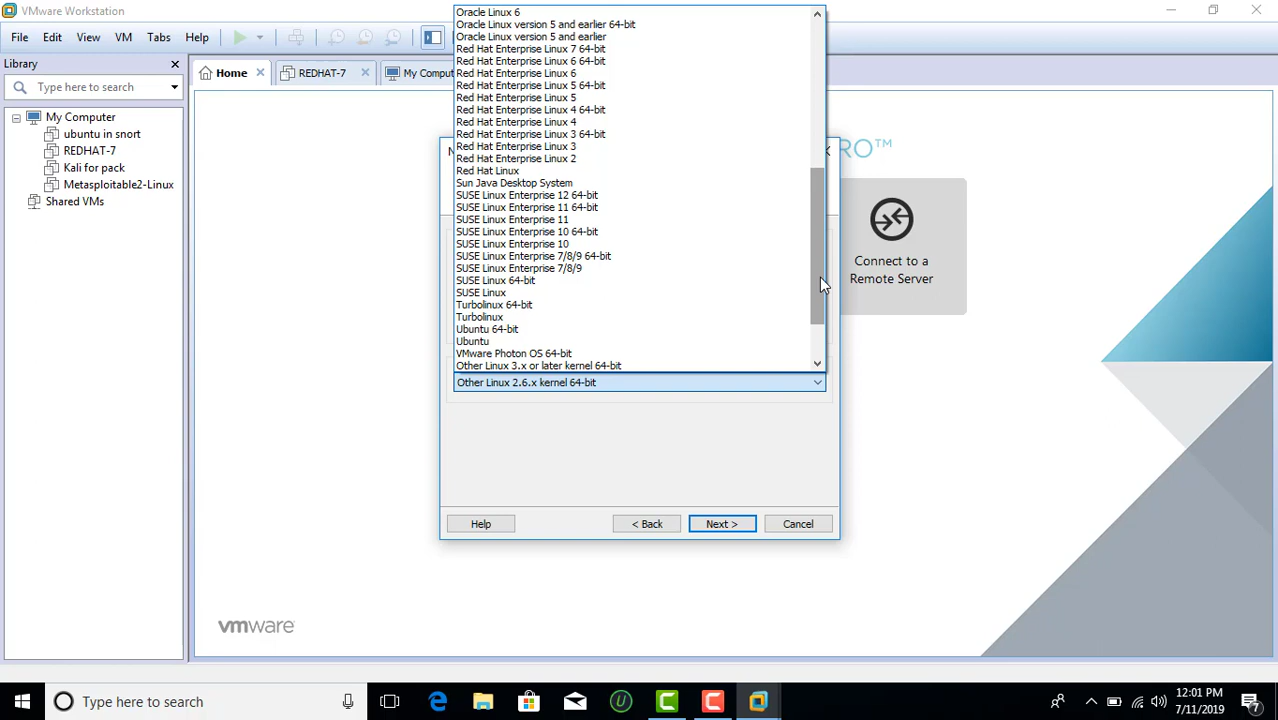 VMware Workstation
File Edit View VM Tabs Help
Library
Type here to search
My Computer
ubuntu in snort
REDHAT-7
Kali for pack
Metasploitable2-Linux
Shared VMs
Home
REDHAT-7
My Comput
Oracle Linux 6
Oracle Linux version 5 and earlier 64-bit
Oracle Linux version 5 and earlier
Red Hat Enterprise Linux 7 64-bit
Red Hat Enterprise Linux 6 64-bit
Red Hat Enterprise Linux 6
Red Hat Enterprise Linux 5 64-bit
Red Hat Enterprise Linux 5
Red Hat Enterprise Linux 4 64-bit
Red Hat Enterprise Linux 4
Red Hat Enterprise Linux 3 64-bit
Red Hat Enterprise Linux 3
Red Hat Enterprise Linux 2
Red Hat Linux
Sun Java Desktop System
SUSE Linux Enterprise 12 64-bit
SUSE Linux Enterprise 11 64-bit
SUSE Linux Enterprise 11
SUSE Linux Enterprise 10 64-bit
SUSE Linux Enterprise 10
SUSE Linux Enterprise 7/8/9 64-bit
SUSE Linux Enterprise 7/8/9
SUSE Linux 64-bit
SUSE Linux
Turbolinux 64-bit
Turbolinux
Ubuntu 64-bit
Ubuntu
VMware Photon OS 64-bit
Other Linux 3.x or later kernel 64-bit
Other Linux 2.6.x kernel 64-bit
RO™
Connect to a
Remote Server
Help
< Back
Next >
Cancel
vmware
Type here to search
12:01 PM
7/11/2019
7